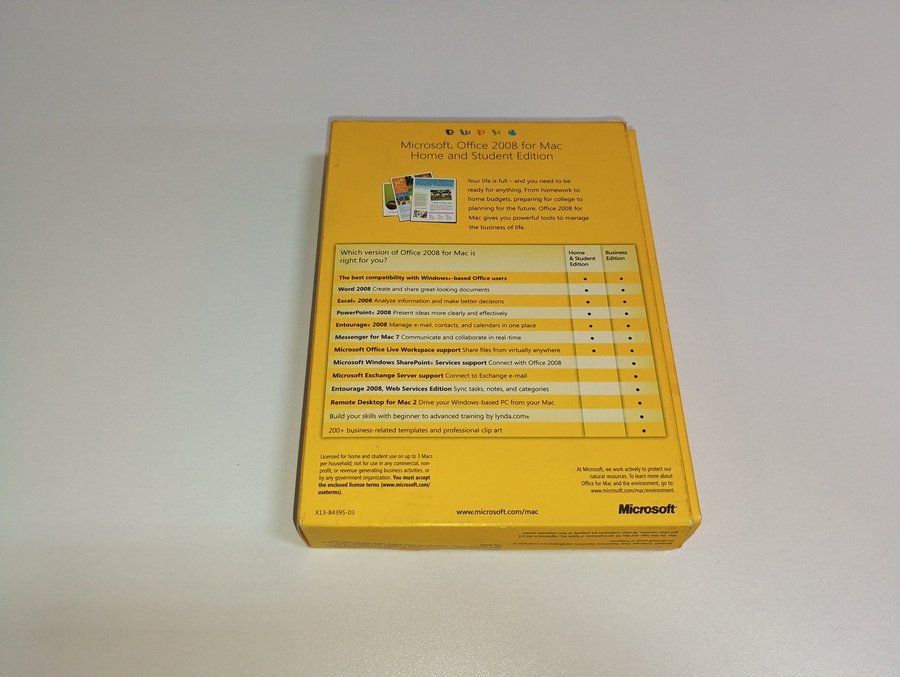 Microsoft® Office 2008 for Mac
Home and Student Edition
Your life is full – and you need to be
ready for anything. From homework to
home budgets, preparing for college to
planning for the future, Office 2008 for
Mac gives you powerful tools to manage
the business of life.
Which version of Office 2008 for Mac is
right for you?
Home
& Student
Edition
Business
Edition
The best compatibility with Windows®-based Office users
Word 2008 Create and share great-looking documents
Excel® 2008 Analyze information and make better decisions
PowerPoint® 2008 Present ideas more clearly and effectively
Entourage® 2008 Manage e-mail, contacts, and calendars in one place
Messenger for Mac 7 Communicate and collaborate in real-time
Microsoft Office Live Workspace support Share files from virtually anywhere
Microsoft Windows SharePoint® Services support Connect with Office 2008
Microsoft Exchange Server support Connect to Exchange e-mail
Entourage 2008, Web Services Edition Sync tasks, notes, and categories
Remote Desktop for Mac 2 Drive your Windows-based PC from your Mac
Build your skills with beginner to advanced training by lynda.com®
200+ business-related templates and professional clip art
Licensed for home and student use on up to 3 Macs
per household; not for use in any commercial, non-
profit, or revenue generating business activities, or
by any government organization. You must accept
the enclosed license terms (www.microsoft.com/
useterms).
At Microsoft, we work actively to protect our
natural resources. To learn more about
Office for Mac and the environment, go to:
www.microsoft.com/mac/environment.
X13-84395-03
www.microsoft.com/mac
Microsoft®